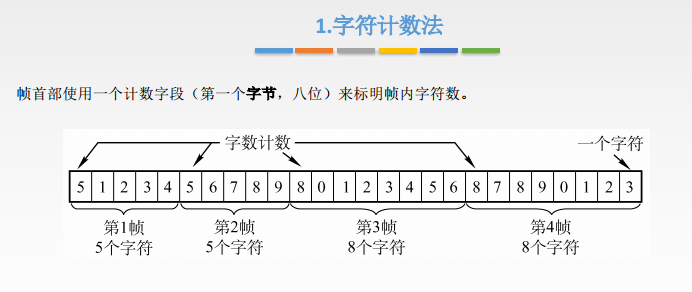 1.字符计数法
帧首部使用一个计数字段（第一个字节，八位）来标明帧内字符数。
字数计数 一个字符
5 1 2 3 4 5 6 7 8 9 8 0 1 2 3 4 5 6 8 7 8 9 0 1 2 3
第1帧 第2帧 第3帧 第4帧
5个字符 5个字符 8个字符 8个字符